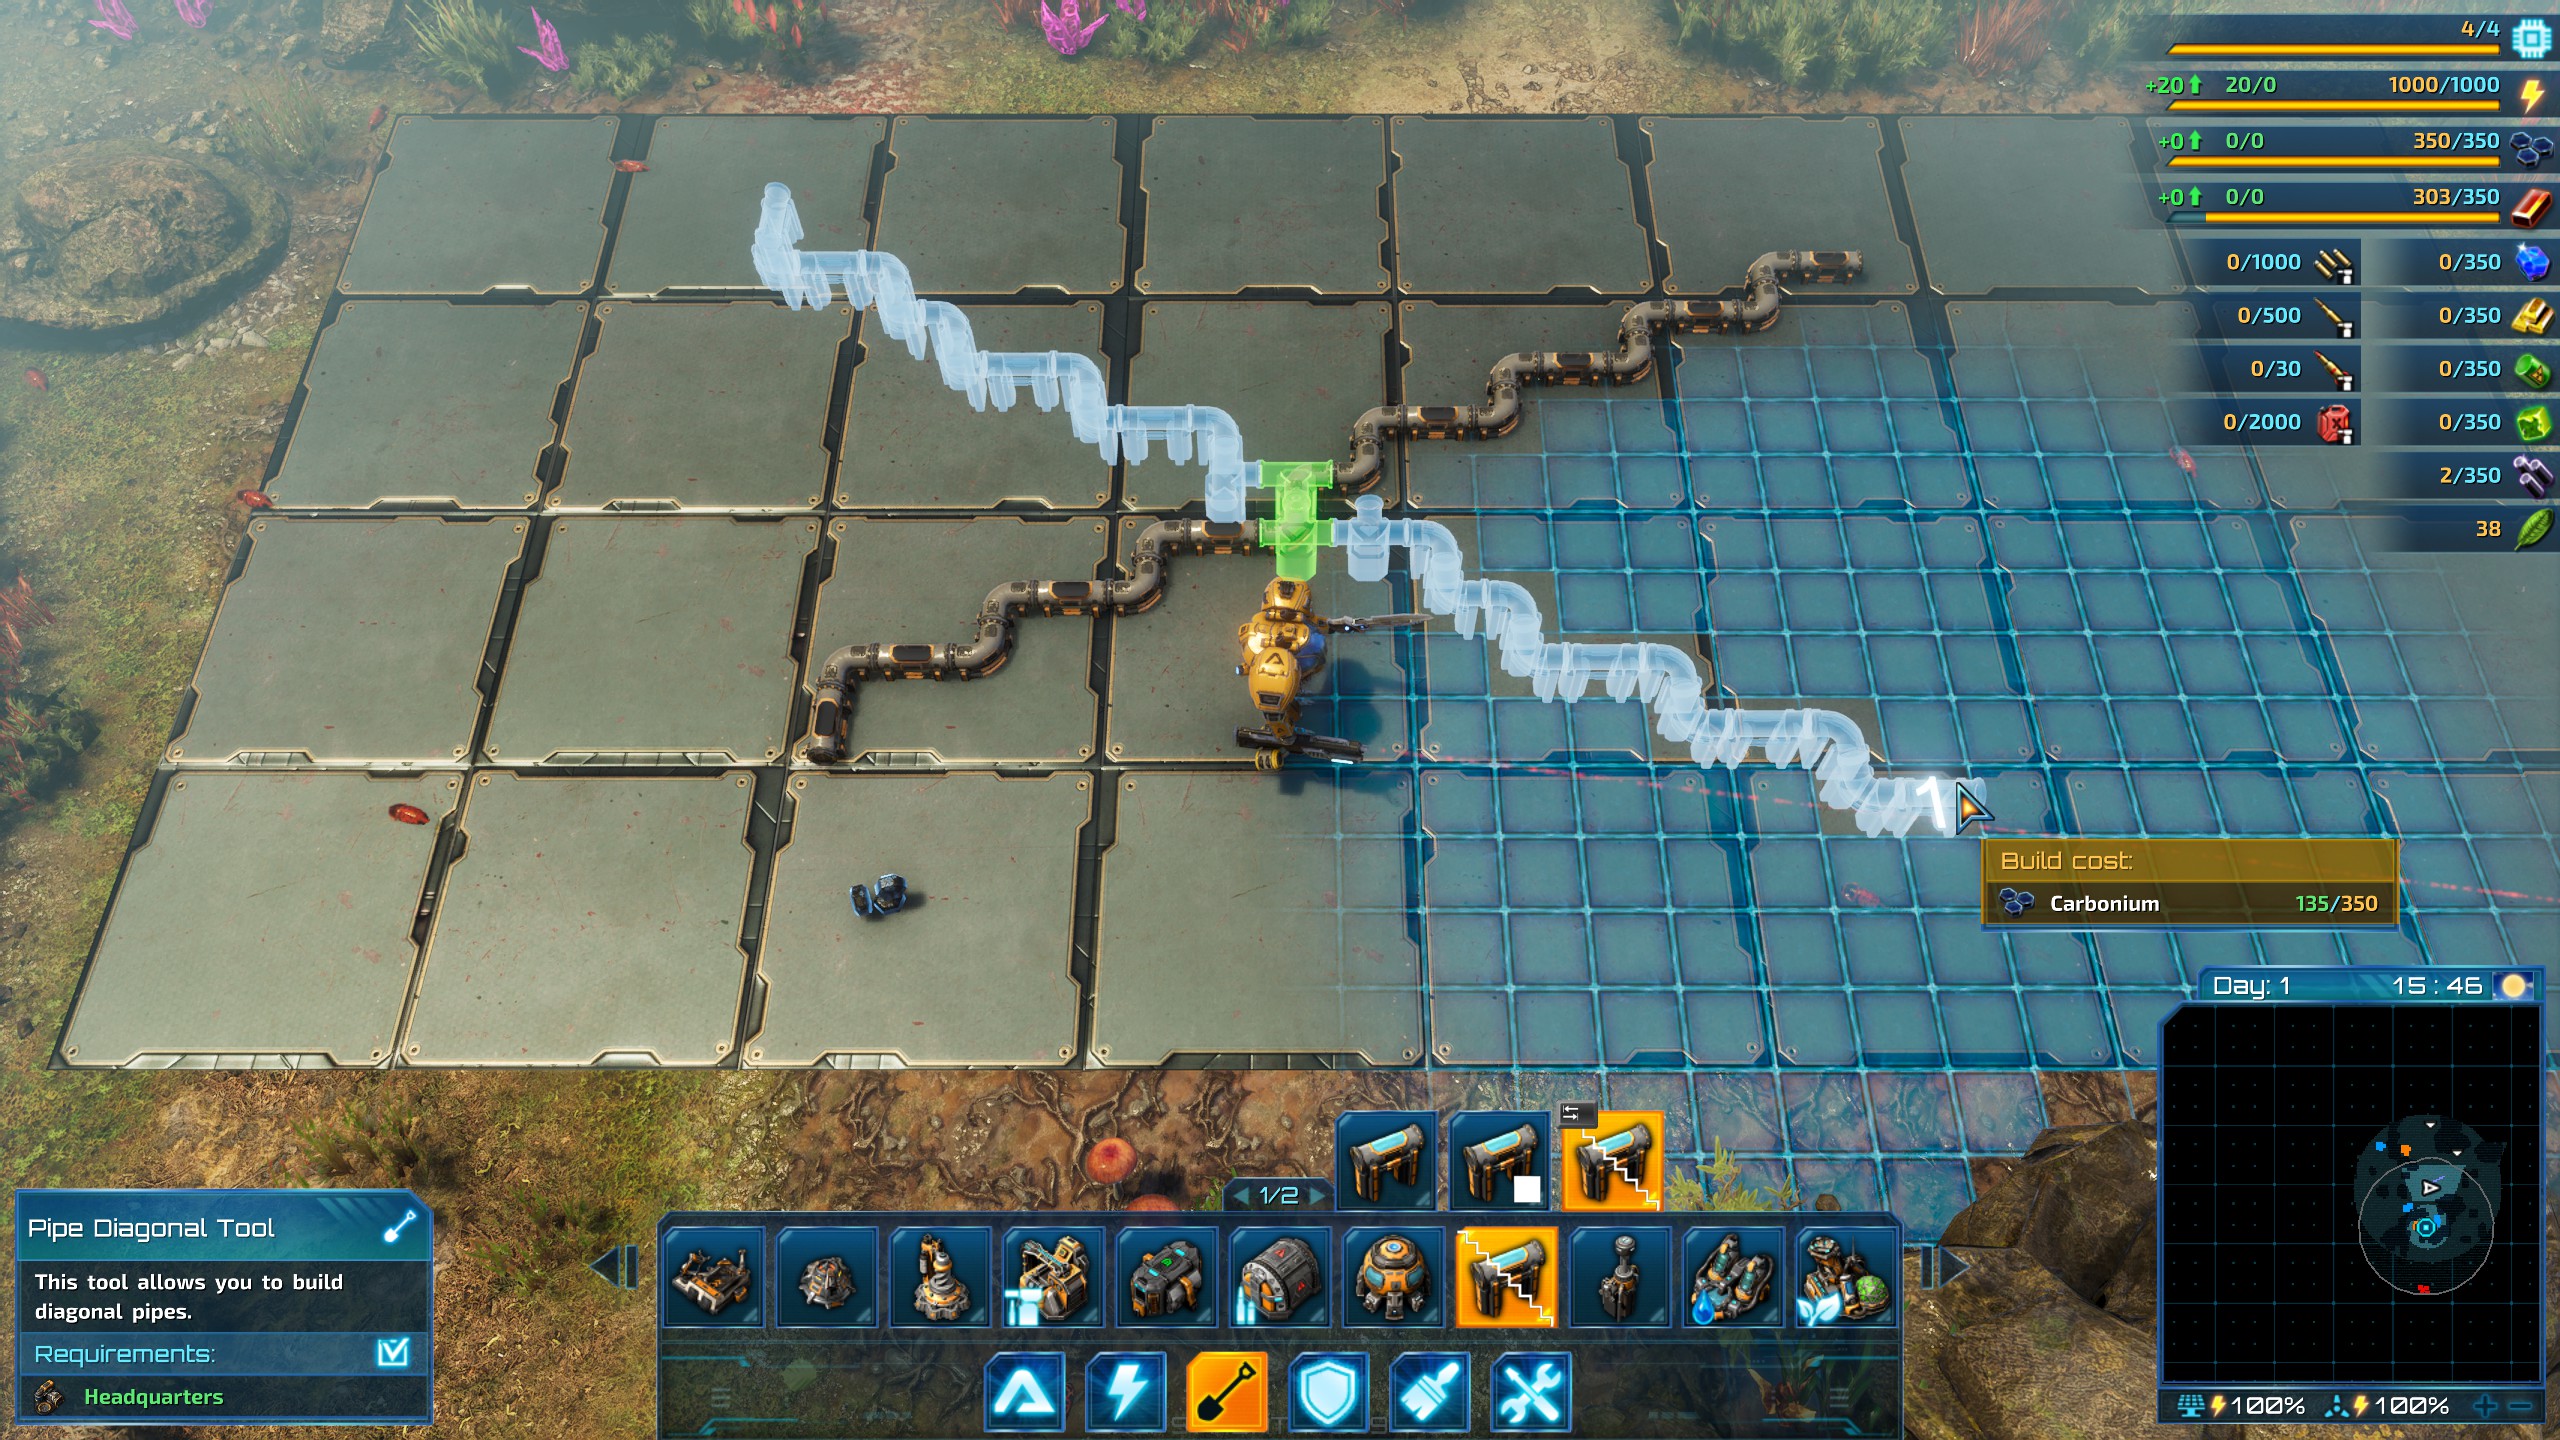 4/4
+20 20/0 1000/1000
+0 0/0 350/350
+0 0/0 303/350
0/1000 0/350
0/500 0/350
0/30 0/350
0/2000 0/350
2/350
38
1
Build cost:
Carbonium 135/350
Day: 1 15:46
1/2
Pipe Diagonal Tool
This tool allows you to build
diagonal pipes.
Requirements:
Headquarters
100% 100%